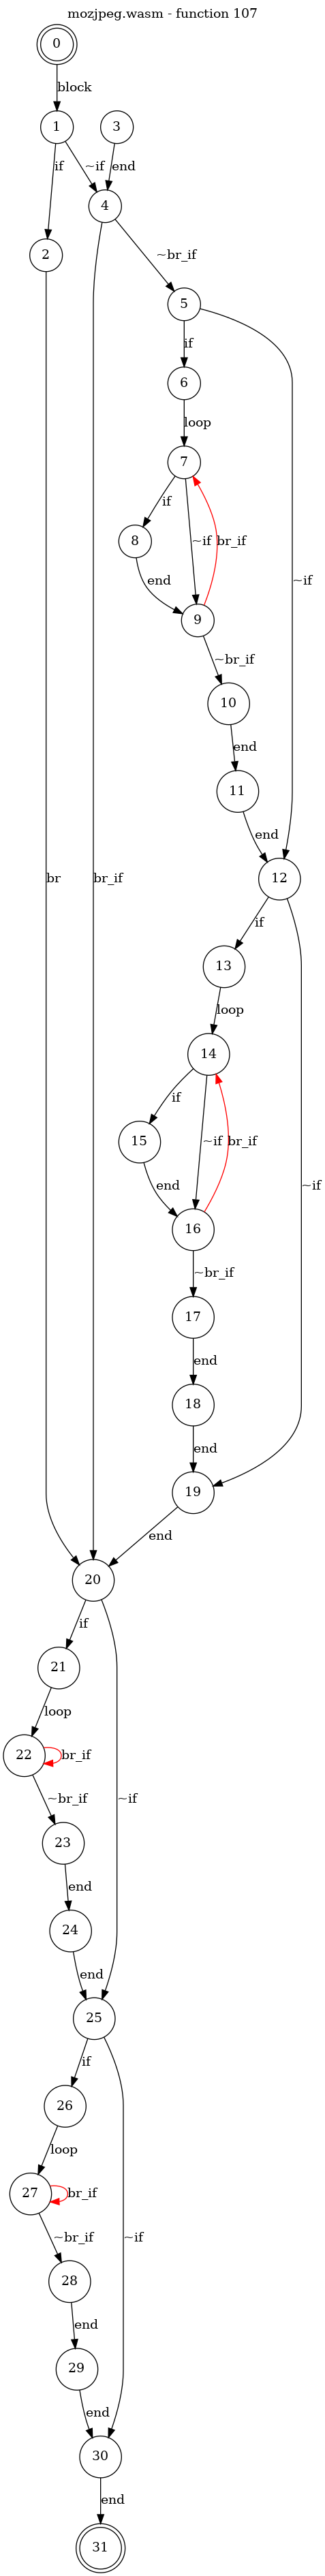 mozjpeg.wasm - function 107
0
block
1
3
if
~if
end
4
2
~br_if
5
if
6
loop
~if
7
if
8
~if
br_if
end
9
~br_if
10
end
11
end
br
br_if
12
if
13
loop
14
if
15
~if
br_if
~if
end
16
~br_if
17
end
18
end
19
end
20
if
21
loop
22
br_if
~if
~br_if
23
end
24
end
25
if
26
loop
27
br_if
~br_if
~if
28
end
29
end
30
end
31